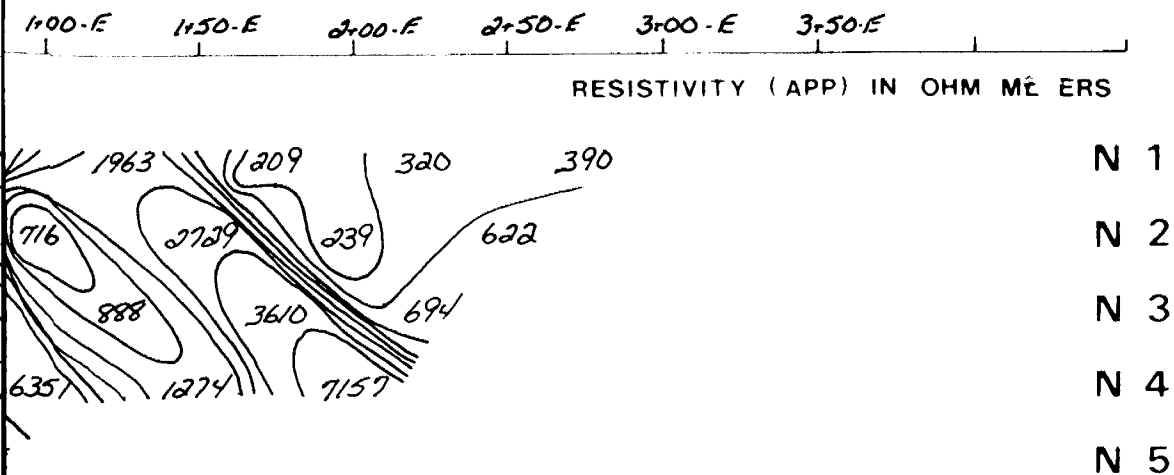 1+00-E 1+50-E 2+00-E 2+50-E 3+00-E 3+50-E
RESISTIVITY (APP) IN OHM METERS
1963 209 320 390 N 1
716 2729 239 622 N 2
888 3610 694 N 3
6351 1274 7157 N 4
N 5